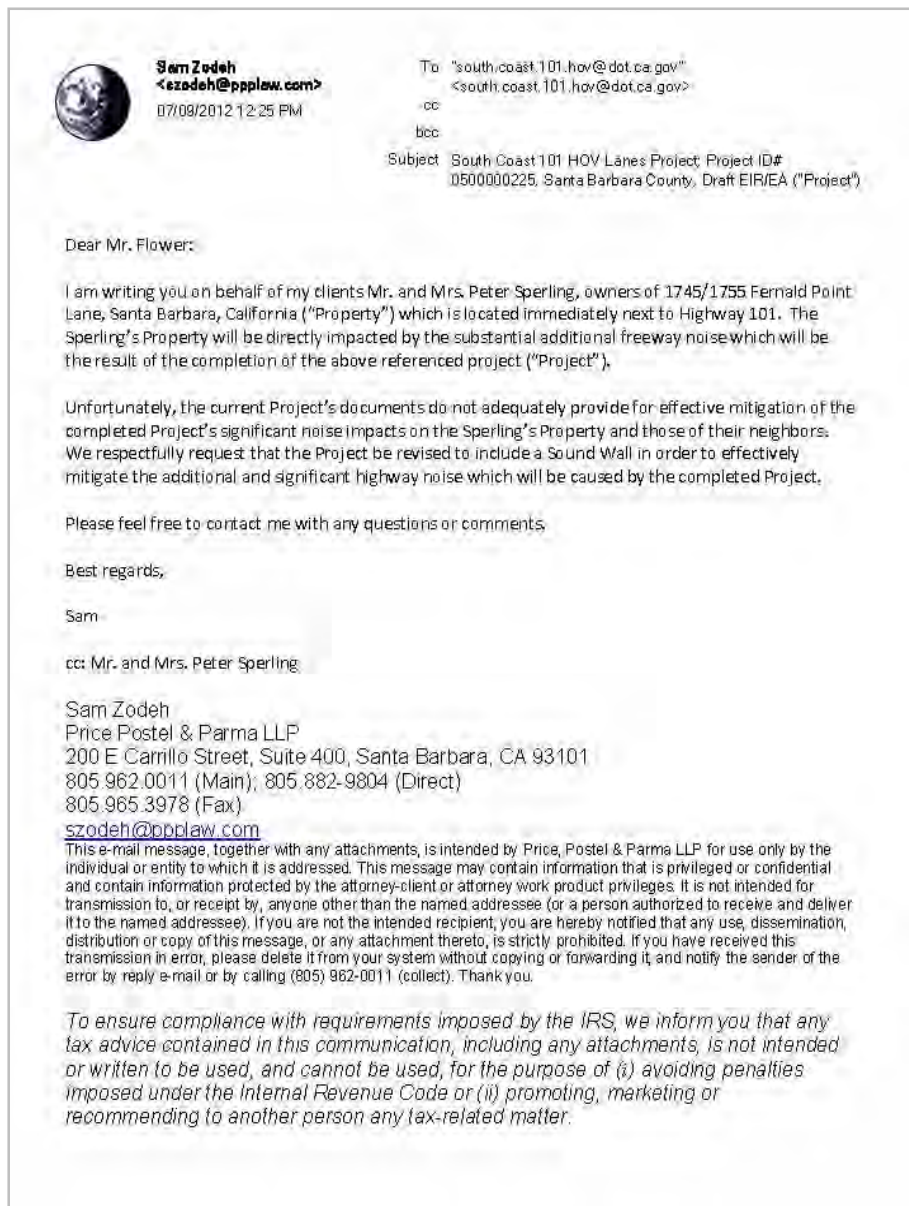 Sam Zodeh
<szodeh@ppplaw.com>
07/09/2012 12:25 PM
To "south.coast.101.hov@dot.ca.gov"
<south.coast.101.hov@dot.ca.gov>
cc
bcc
Subject South Coast 101 HOV Lanes Project; Project ID#
0500000225, Santa Barbara County, Draft EIR/EA ("Project")
Dear Mr. Flower:
I am writing you on behalf of my clients Mr. and Mrs. Peter Sperling, owners of 1745/1755 Fernald Point
Lane, Santa Barbara, California ("Property") which is located immediately next to Highway 101. The
Sperling's Property will be directly impacted by the substantial additional freeway noise which will be
the result of the completion of the above referenced project ("Project").
Unfortunately, the current Project's documents do not adequately provide for effective mitigation of the
completed Project's significant noise impacts on the Sperling's Property and those of their neighbors.
We respectfully request that the Project be revised to include a Sound Wall in order to effectively
mitigate the additional and significant highway noise which will be caused by the completed Project.
Please feel free to contact me with any questions or comments.
Best regards,
Sam
cc: Mr. and Mrs. Peter Sperling
Sam Zodeh
Price Postel & Parma LLP
200 E Carrillo Street, Suite 400, Santa Barbara, CA 93101
805.962.0011 (Main); 805.882-9804 (Direct)
805.965.3978 (Fax)
szodeh@ppplaw.com
This e-mail message, together with any attachments, is intended by Price, Postel & Parma LLP for use only by the
individual or entity to which it is addressed. This message may contain information that is privileged or confidential
and contain information protected by the attorney-client or attorney work product privileges. It is not intended for
transmission to, or receipt by, anyone other than the named addressee (or a person authorized to receive and deliver
it to the named addressee). If you are not the intended recipient, you are hereby notified that any use, dissemination,
distribution or copy of this message, or any attachment thereto, is strictly prohibited. If you have received this
transmission in error, please delete it from your system without copying or forwarding it, and notify the sender of the
error by reply e-mail or by calling (805) 962-0011 (collect). Thank you.
To ensure compliance with requirements imposed by the IRS, we inform you that any
tax advice contained in this communication, including any attachments, is not intended
or written to be used, and cannot be used, for the purpose of (i) avoiding penalties
imposed under the Internal Revenue Code or (ii) promoting, marketing or
recommending to another person any tax-related matter.